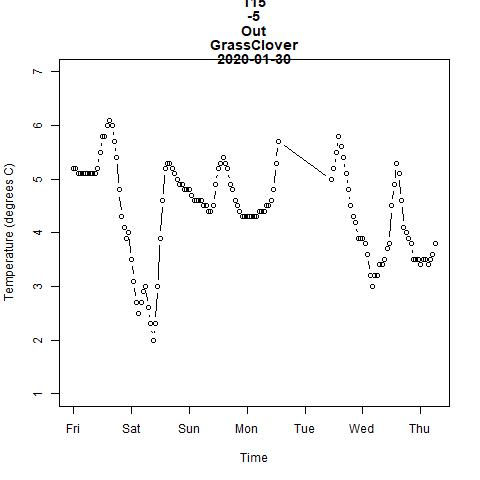 T15
-5
Out
GrassClover
2020-01-30
Temperature (degrees C)
7
6
5
4
3
2
1
Fri Sat Sun Mon Tue Wed Thu
Time